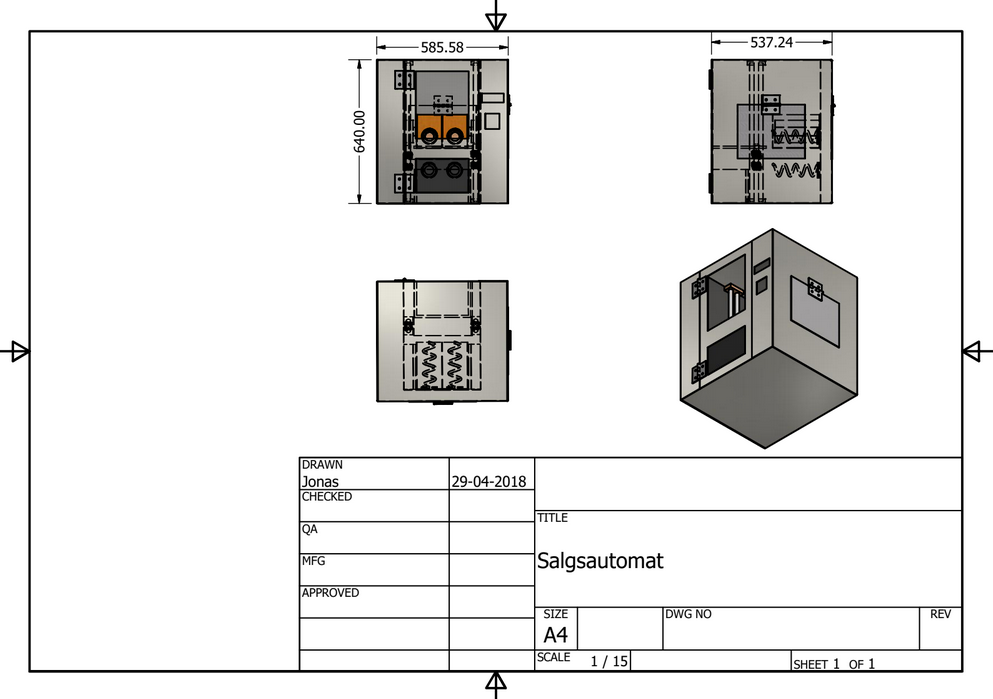 585.58
537.24
640.00
DRAWN
Jonas
29-04-2018
CHECKED
QA
MFG
APPROVED
TITLE
Salgsautomat
SIZE
A4
DWG NO
REV
SCALE
1 / 15
SHEET 1 OF 1